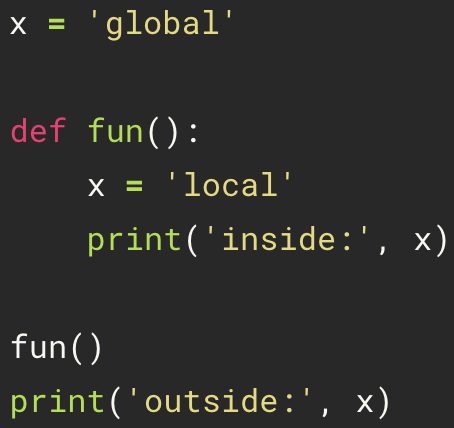 x = 'global'
def fun():
    x = 'local'
    print('inside:', x)
fun()
print('outside:', x)